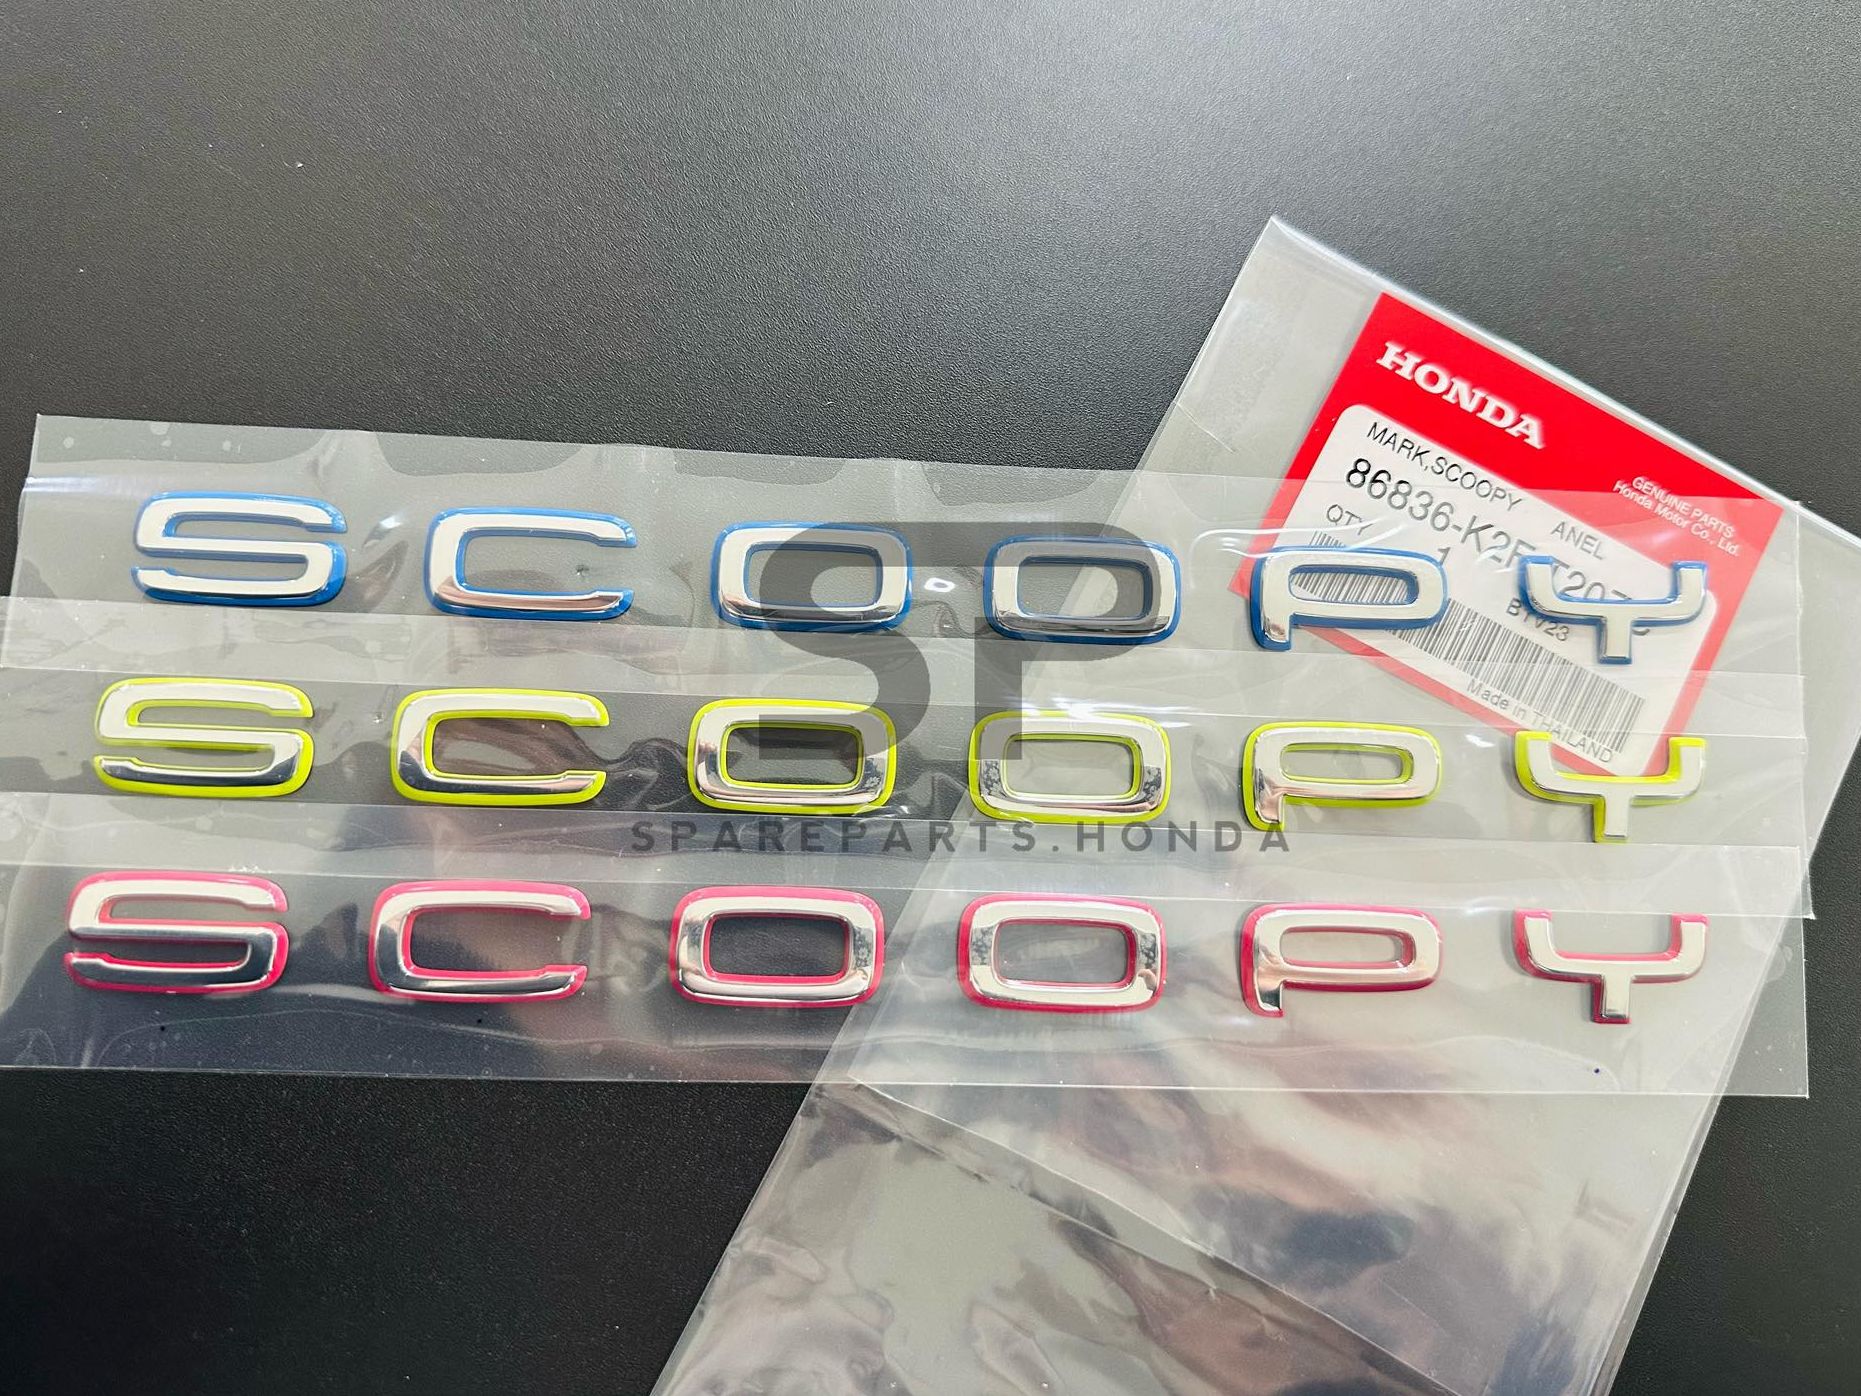 HONDA
GENUINE PARTS
Honda Motor Co., Ltd.
MARK,SCOOPY ANEL
86836-K2F-T20Z
QTY 1
BTV23
Made in THAILAND
SCOOPY
SCOOPY
SCOOPY
SP
SPAREPARTS.HONDA